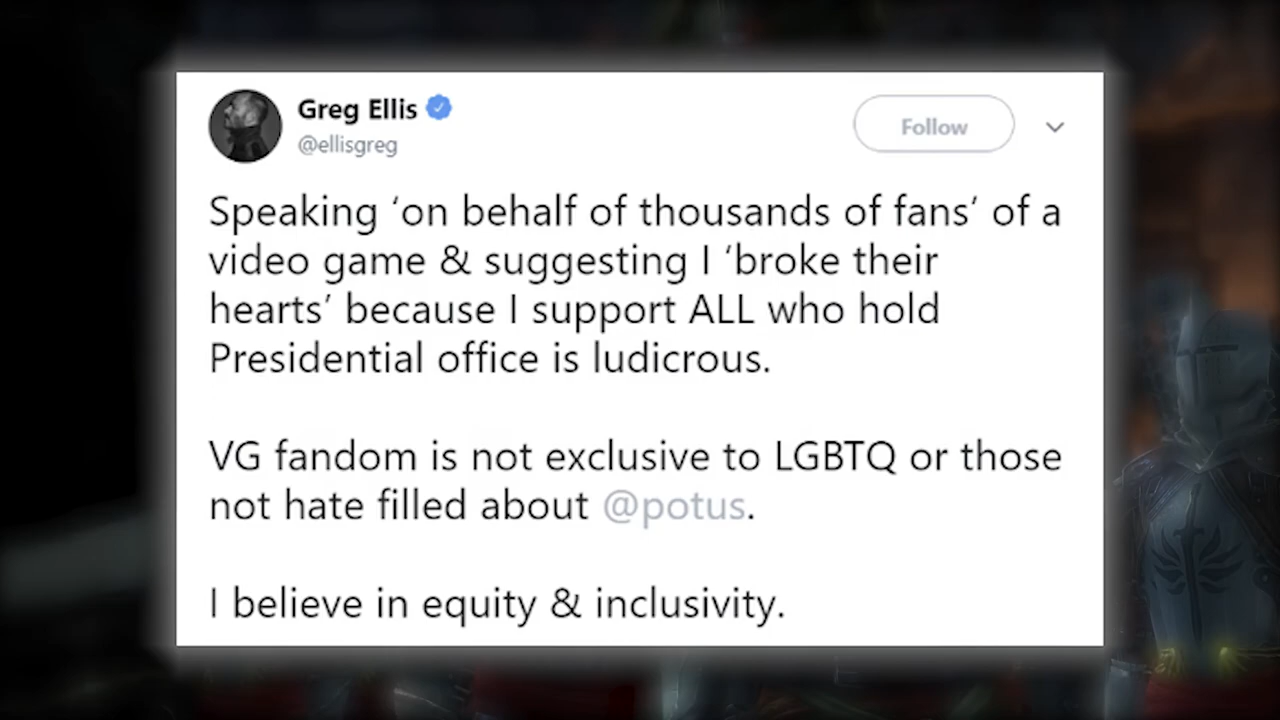 Greg Ellis
@ellisgreg
Follow
Speaking ‘on behalf of thousands of fans’ of a
video game & suggesting I ‘broke their
hearts’ because I support ALL who hold
Presidential office is ludicrous.
VG fandom is not exclusive to LGBTQ or those
not hate filled about @potus.
I believe in equity & inclusivity.